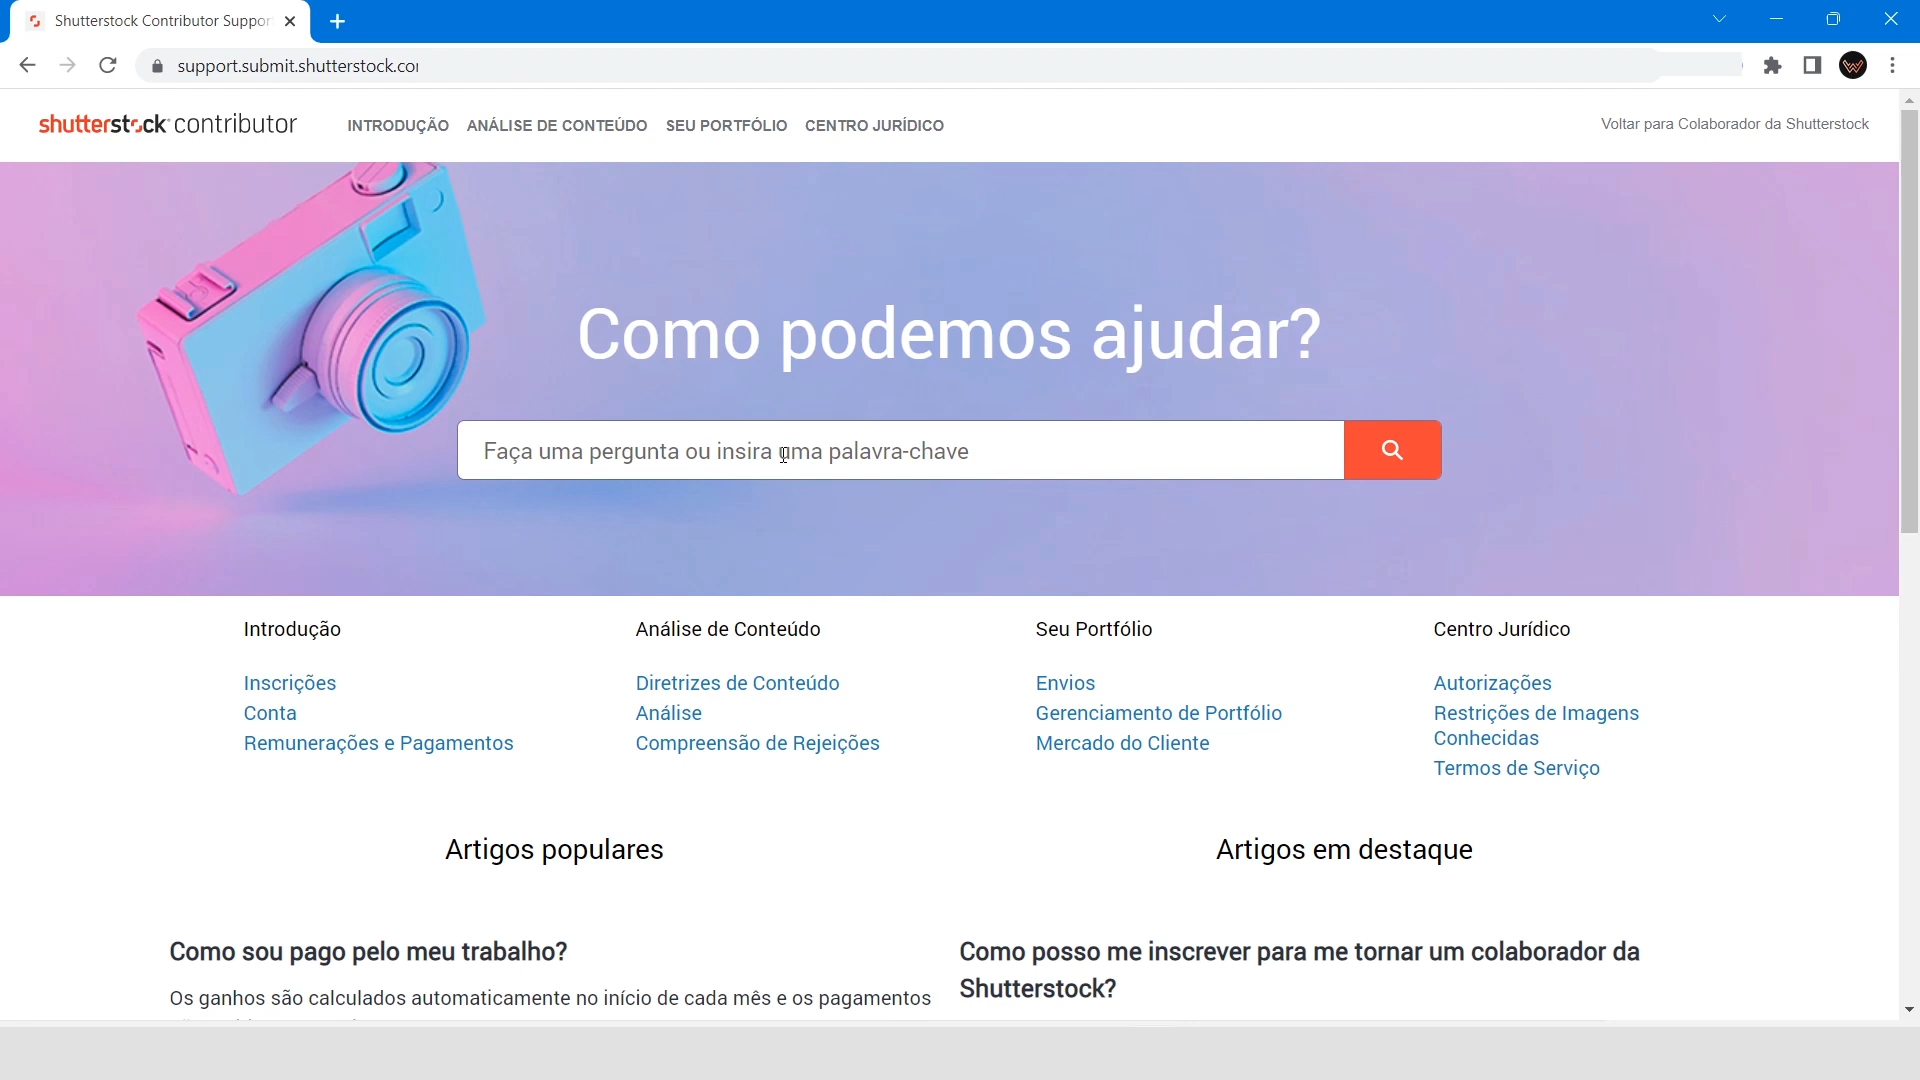 Shutterstock Contributor Suppor
support.submit.shutterstock.co
shutterstock contributor
INTRODUÇÃO ANÁLISE DE CONTEÚDO SEU PORTFÓLIO CENTRO JURÍDICO
Voltar para Colaborador da Shutterstock
Como podemos ajudar?
Faça uma pergunta ou insira uma palavra-chave
Introdução
Inscrições
Conta
Remunerações e Pagamentos
Análise de Conteúdo
Diretrizes de Conteúdo
Análise
Compreensão de Rejeições
Seu Portfólio
Envios
Gerenciamento de Portfólio
Mercado do Cliente
Centro Jurídico
Autorizações
Restrições de Imagens
Conhecidas
Termos de Serviço
Artigos populares
Como sou pago pelo meu trabalho?
Os ganhos são calculados automaticamente no início de cada mês e os pagamentos
Artigos em destaque
Como posso me inscrever para me tornar um colaborador da
Shutterstock?